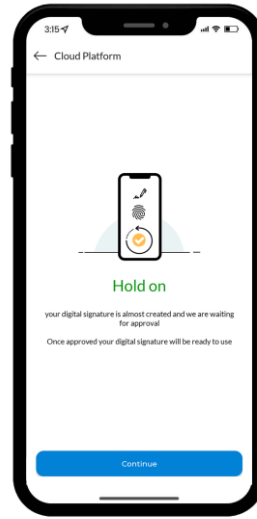 3:15
Cloud Platform
Hold on
your digital signature is almost created and we are waiting
for approval
Once approved your digital signature will be ready to use
Continue